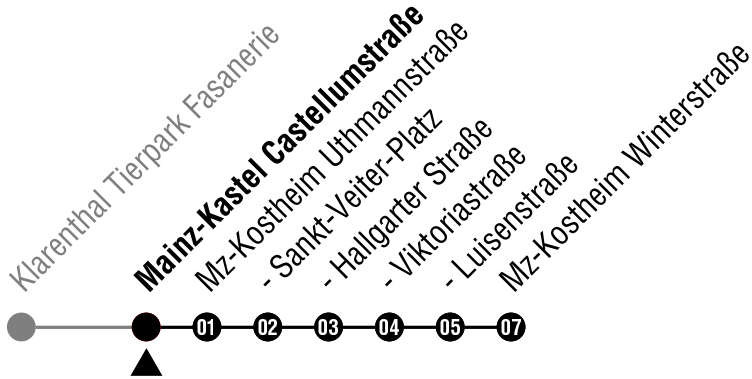 Klarenthal Tierpark Fasanerie
Mainz-Kastel Castellumstraße
Mz-Kostheim Uthmannstraße
- Sankt-Veiter-Platz
- Hallgarter Straße
- Viktoriastraße
- Luisenstraße
Mz-Kostheim Winterstraße
01 02 03 04 05 07